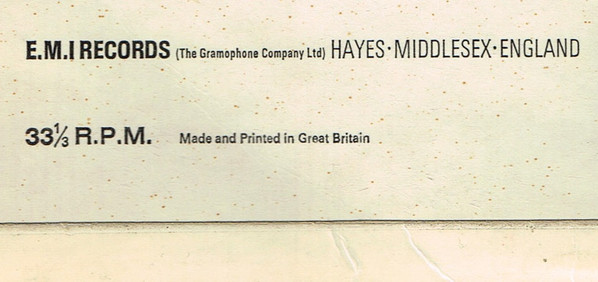 E.M.I RECORDS (The Gramophone Company Ltd) HAYES·MIDDLESEX·ENGLAND
33⅓ R.P.M. Made and Printed in Great Britain